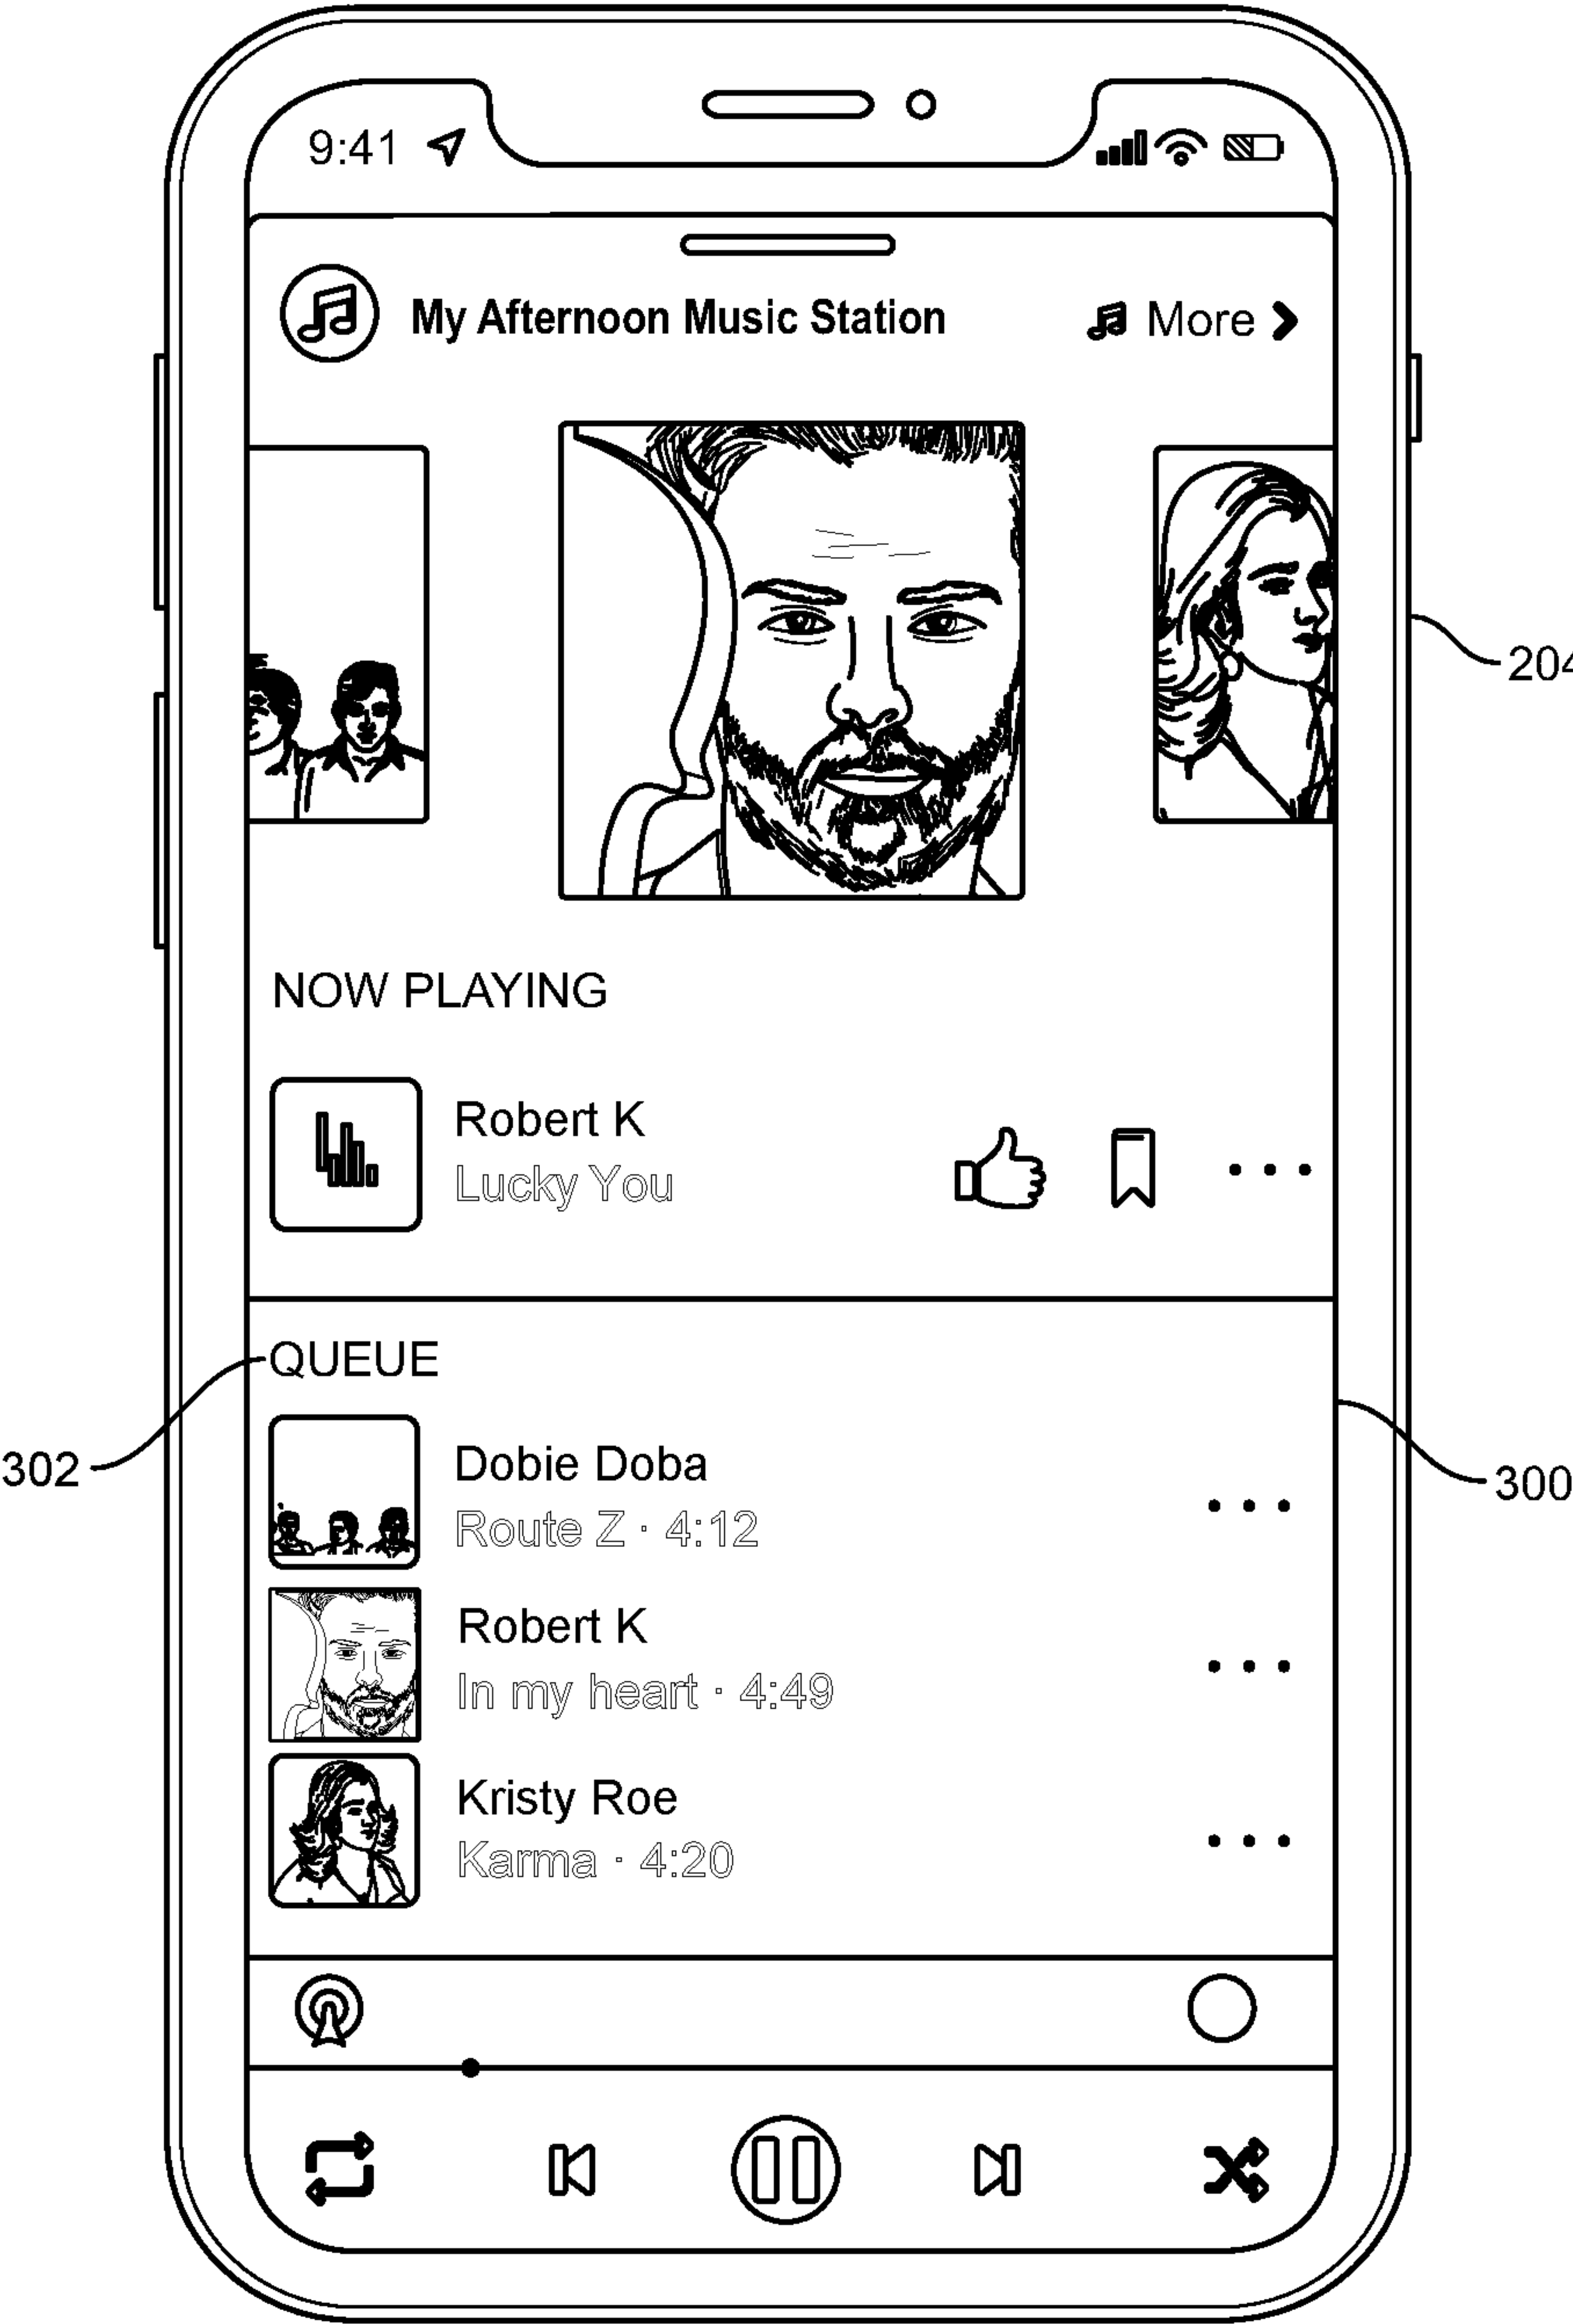 9:41
My Afternoon Music Station
More
204
NOW PLAYING
Robert K
Lucky You
QUEUE
302
300
Dobie Doba
Route Z · 4:12
Robert K
In my heart · 4:49
Kristy Roe
Karma · 4:20